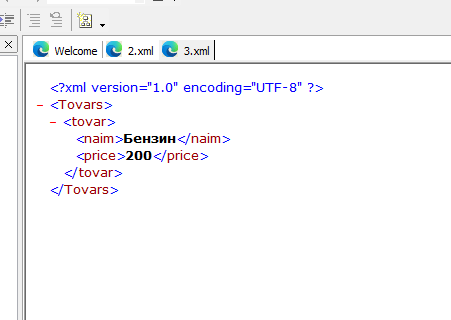 Welcome 2.xml 3.xml
<?xml version="1.0" encoding="UTF-8" ?>
- <Tovars>
- <tovar>
<naim>Бензин</naim>
<price>200</price>
</tovar>
</Tovars>